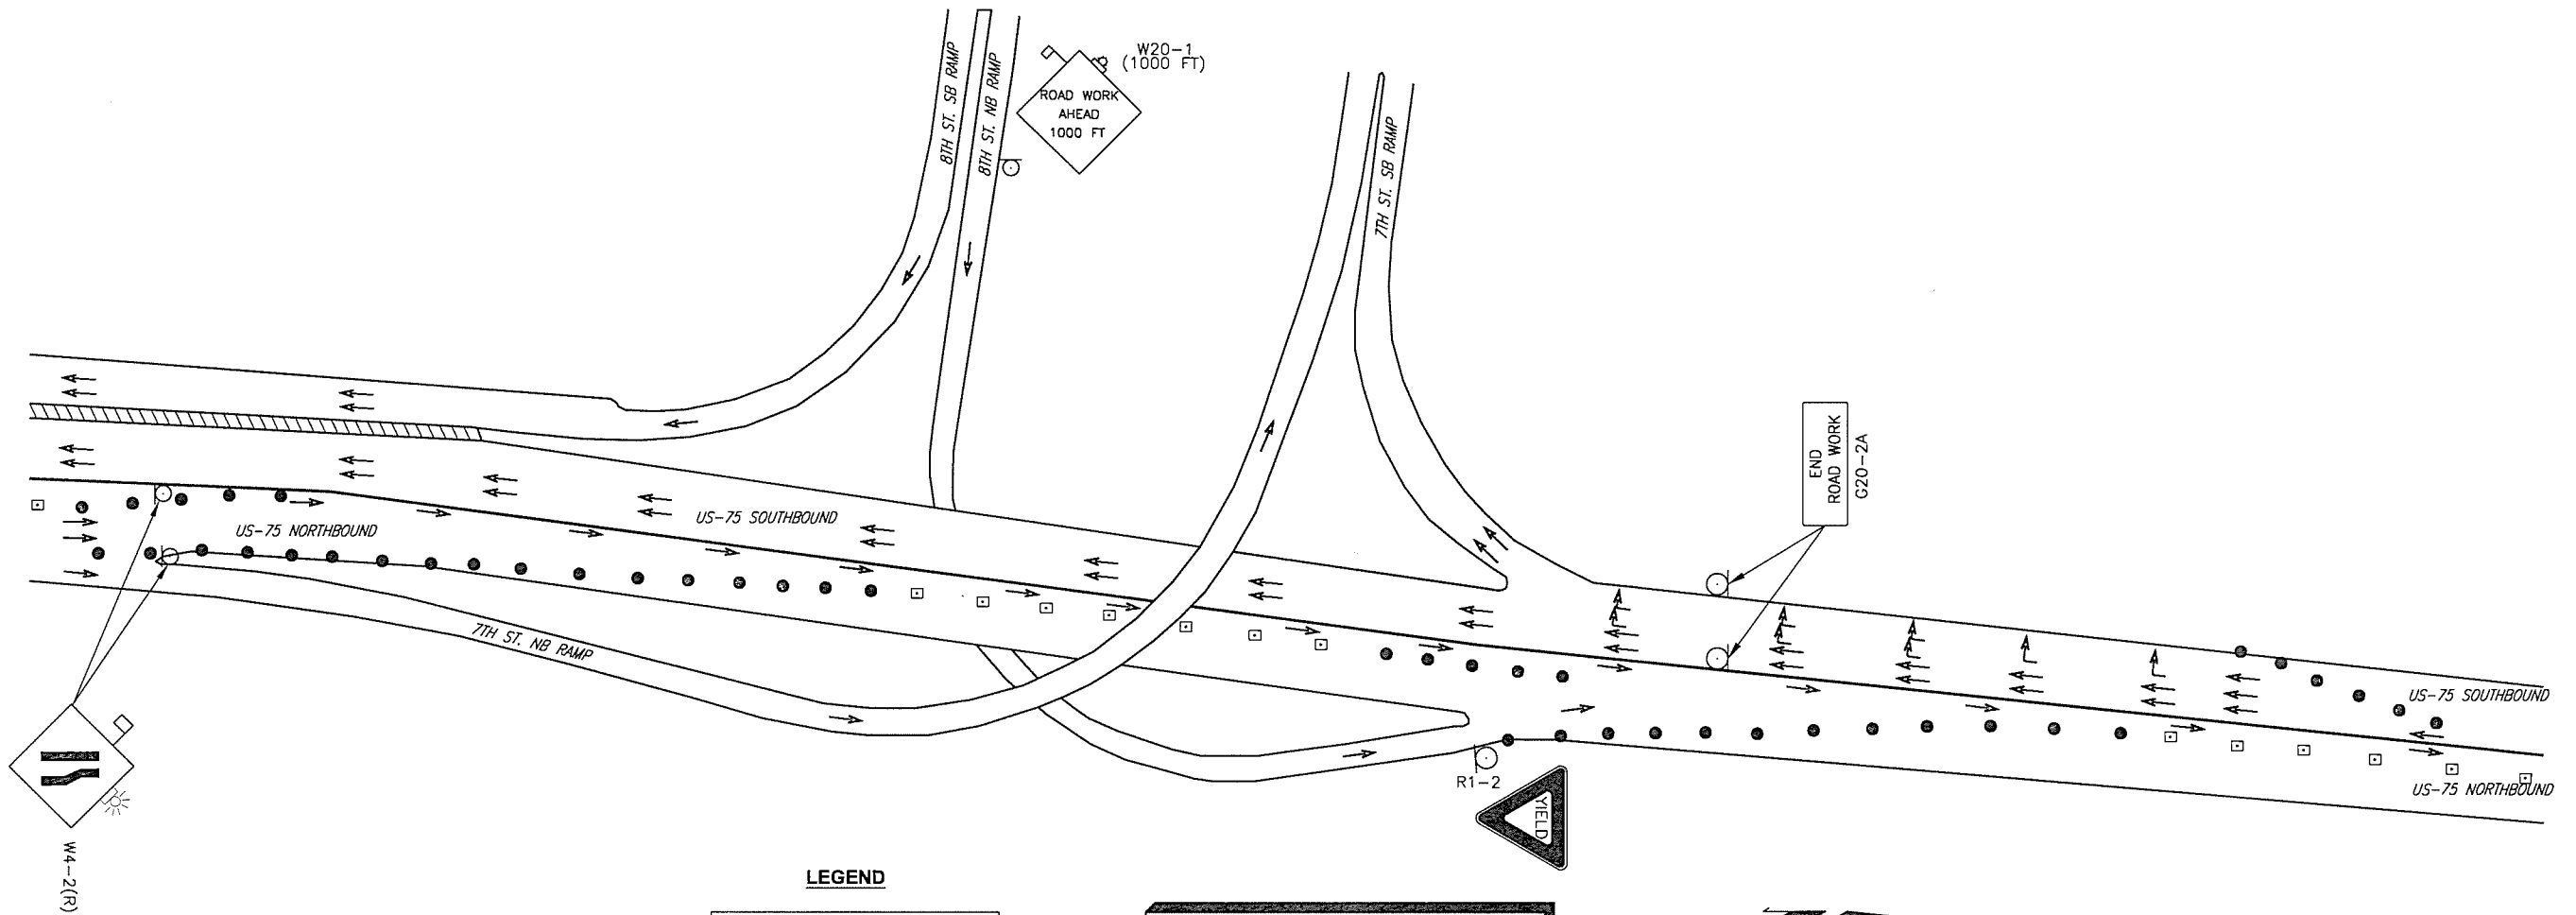 8TH ST. SB RAMP
8TH ST. NB RAMP
W20-1
(1000 FT)
ROAD WORK
AHEAD
1000 FT
7TH ST. SB RAMP
END
ROAD WORK
G20-2A
US-75 SOUTHBOUND
US-75 NORTHBOUND
7TH ST. NB RAMP
US-75 SOUTHBOUND
US-75 NORTHBOUND
R1-2
YIELD
W4-2(R)
LEGEND